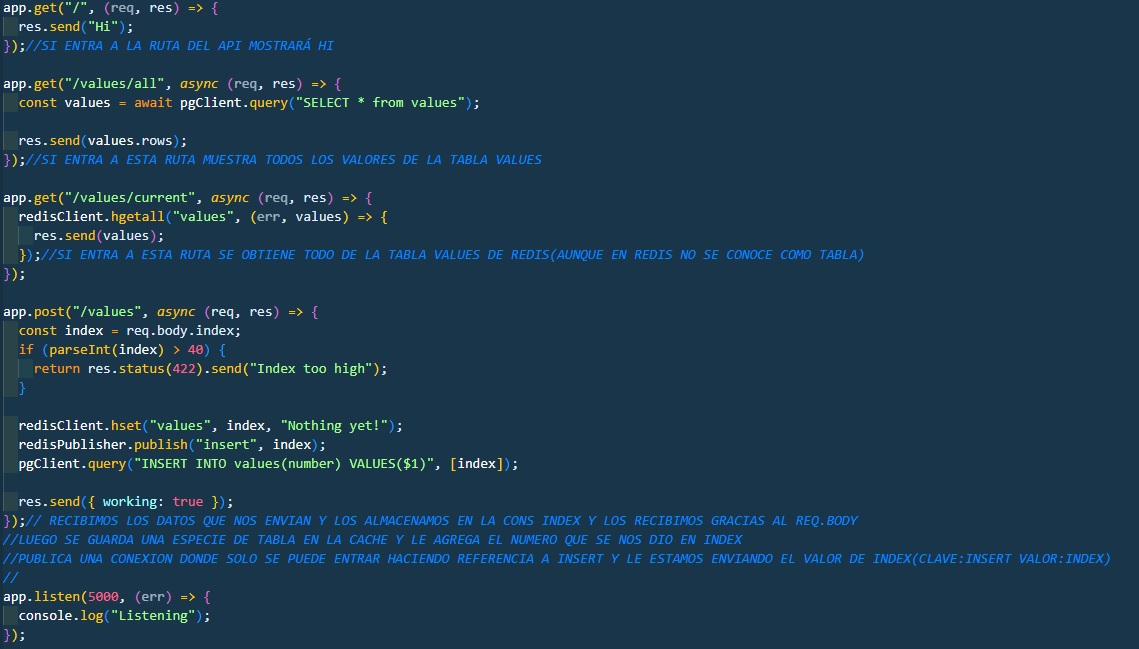 app.get("/", (req, res) => {
  res.send("Hi");
});//SI ENTRA A LA RUTA DEL API MOSTRARÁ HI

app.get("/values/all", async (req, res) => {
  const values = await pgClient.query("SELECT * from values");

  res.send(values.rows);
});//SI ENTRA A ESTA RUTA MUESTRA TODOS LOS VALORES DE LA TABLA VALUES

app.get("/values/current", async (req, res) => {
  redisClient.hgetall("values", (err, values) => {
    res.send(values);
  });//SI ENTRA A ESTA RUTA SE OBTIENE TODO DE LA TABLA VALUES DE REDIS(AUNQUE EN REDIS NO SE CONOCE COMO TABLA)
});

app.post("/values", async (req, res) => {
  const index = req.body.index;
  if (parseInt(index) > 40) {
    return res.status(422).send("Index too high");
  }

  redisClient.hset("values", index, "Nothing yet!");
  redisPublisher.publish("insert", index);
  pgClient.query("INSERT INTO values(number) VALUES($1)", [index]);

  res.send({ working: true });
});// RECIBIMOS LOS DATOS QUE NOS ENVIAN Y LOS ALMACENAMOS EN LA CONS INDEX Y LOS RECIBIMOS GRACIAS AL REQ.BODY
//LUEGO SE GUARDA UNA ESPECIE DE TABLA EN LA CACHE Y LE AGREGA EL NUMERO QUE SE NOS DIO EN INDEX
//PUBLICA UNA CONEXION DONDE SOLO SE PUEDE ENTRAR HACIENDO REFERENCIA A INSERT Y LE ESTAMOS ENVIANDO EL VALOR DE INDEX(CLAVE:INSERT VALOR:INDEX)
//
app.listen(5000, (err) => {
  console.log("Listening");
});